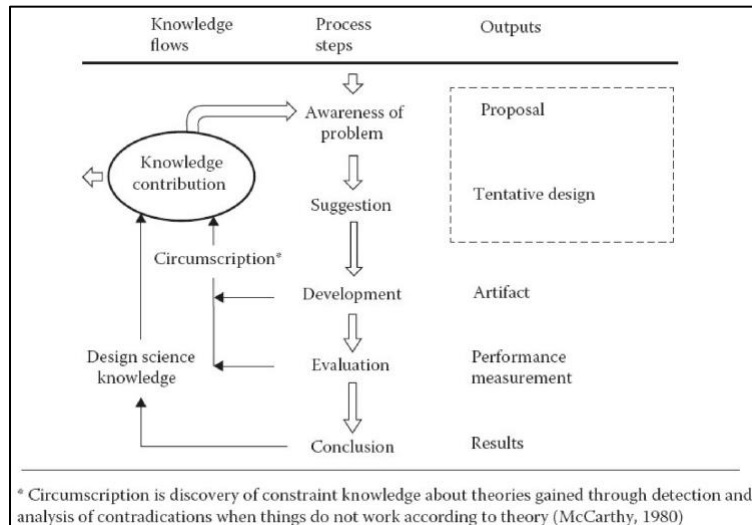 Knowledge
flows
Process
steps
Outputs
Awareness of
problem
Proposal
Knowledge
contribution
Suggestion
Tentative design
Circumscription*
Development
Artifact
Design science
knowledge
Evaluation
Performance
measurement
Conclusion
Results
* Circumscription is discovery of constraint knowledge about theories gained through detection and
analysis of contradications when things do not work according to theory (McCarthy, 1980)